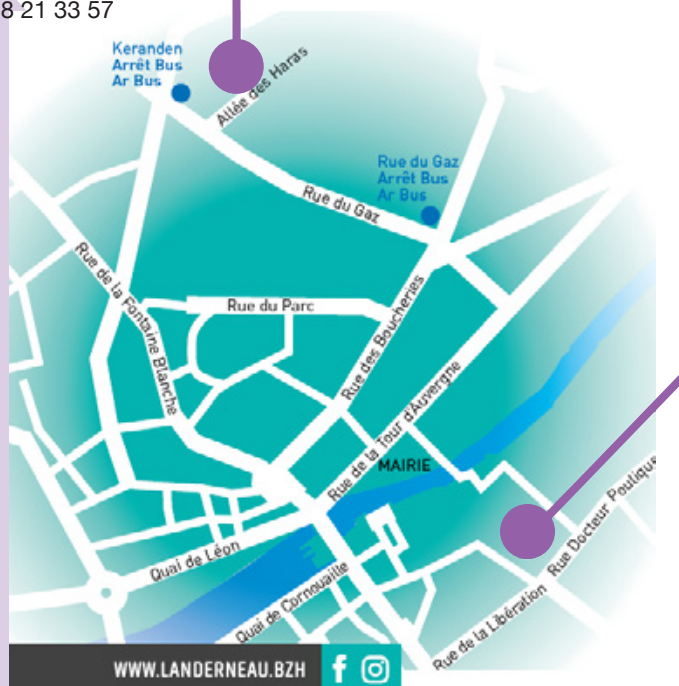 8 21 33 57
Keranden
Arrêt Bus
Ar Bus
Allée des Haras
Rue du Gaz
Arrêt Bus
Ar Bus
Rue du Gaz
Rue de la Fontaine Blanche
Rue du Parc
Rue des Boucheries
Rue de la Tour d'Auvergne
MAIRIE
Rue Docteur Pouliquen
Quai de Léon
Quai de Cornouaille
Rue de la Libération
WWW.LANDERNEAU.BZH